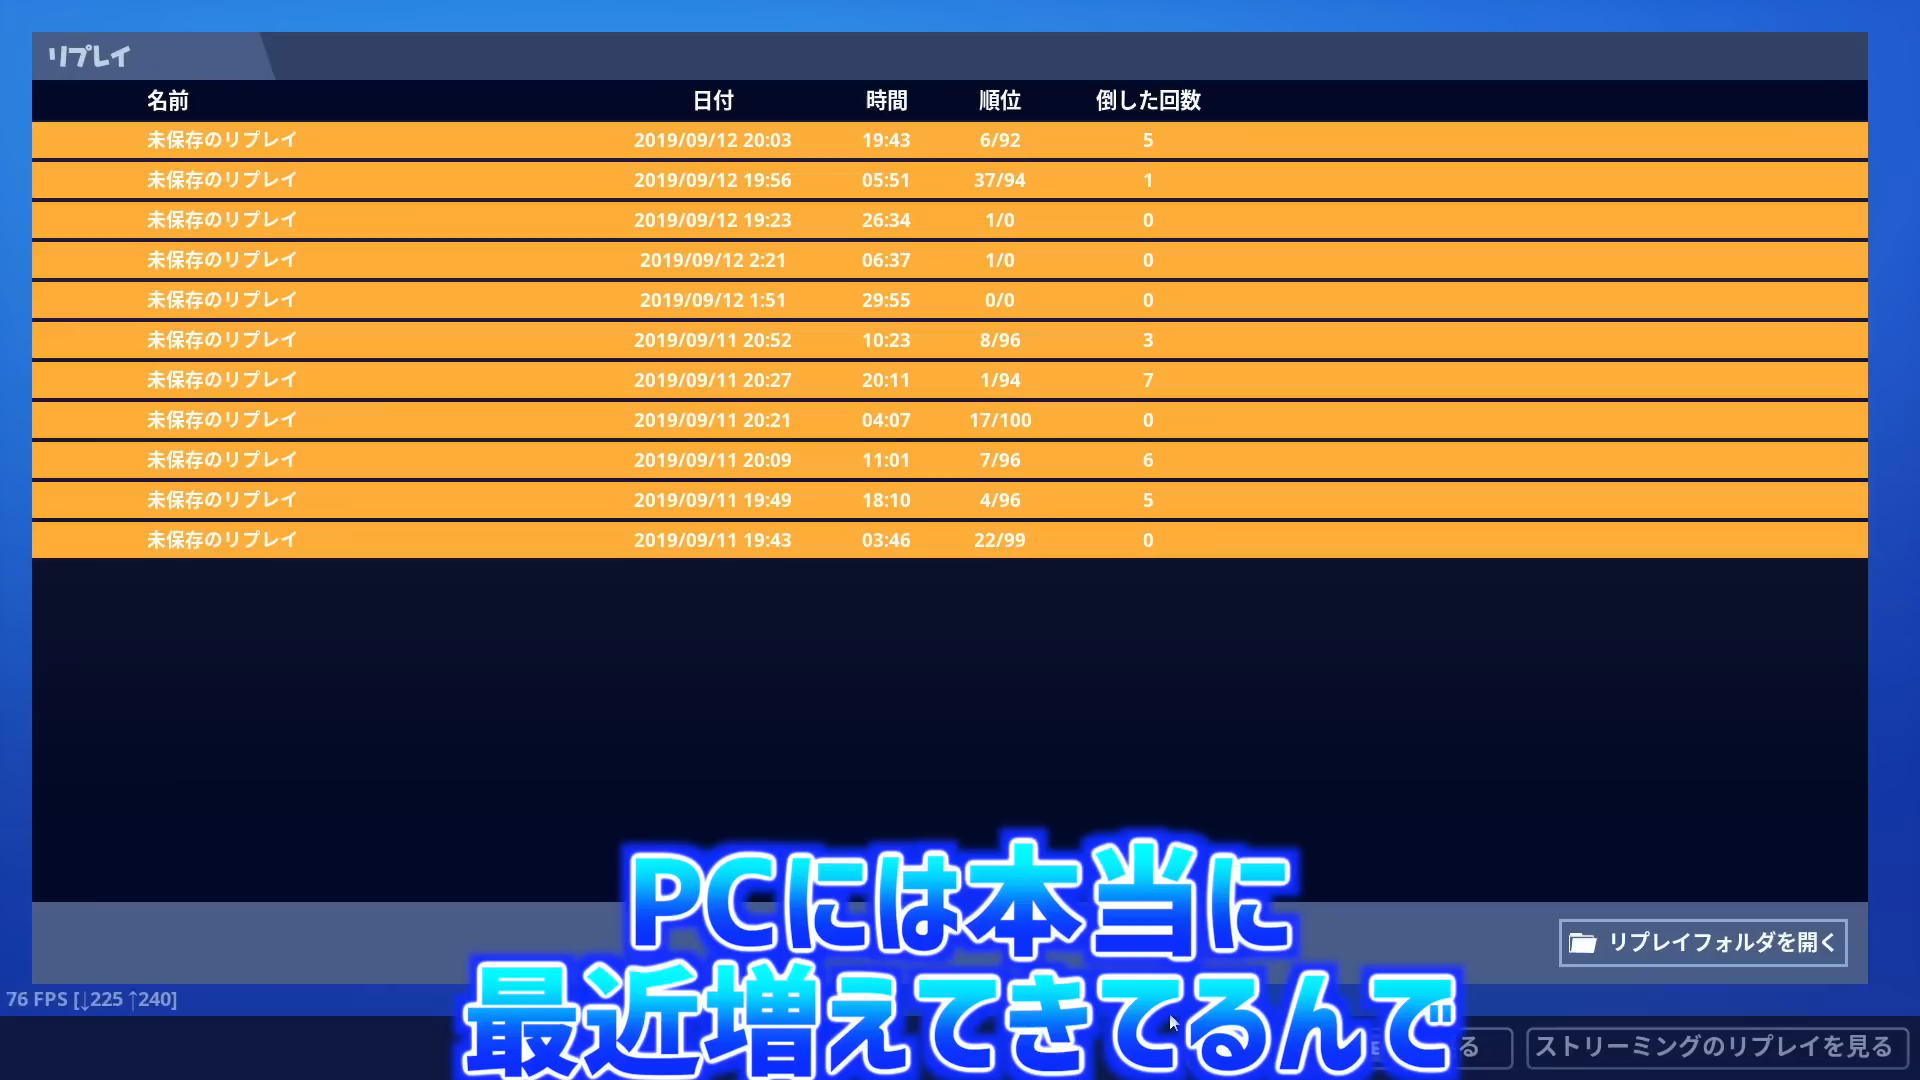 リプレイ
名前 日付 時間 順位 倒した回数
未保存のリプレイ 2019/09/12 20:03 19:43 6/92 5
未保存のリプレイ 2019/09/12 19:56 05:51 37/94 1
未保存のリプレイ 2019/09/12 19:23 26:34 1/0 0
未保存のリプレイ 2019/09/12 2:21 06:37 1/0 0
未保存のリプレイ 2019/09/12 1:51 29:55 0/0 0
未保存のリプレイ 2019/09/11 20:52 10:23 8/96 3
未保存のリプレイ 2019/09/11 20:27 20:11 1/94 7
未保存のリプレイ 2019/09/11 20:21 04:07 17/100 0
未保存のリプレイ 2019/09/11 20:09 11:01 7/96 6
未保存のリプレイ 2019/09/11 19:49 18:10 4/96 5
未保存のリプレイ 2019/09/11 19:43 03:46 22/99 0
リプレイフォルダを開く
76 FPS [↓225 ↑240]
PCには本当に
最近増えてきてるんで
る
ストリーミングのリプレイを見る